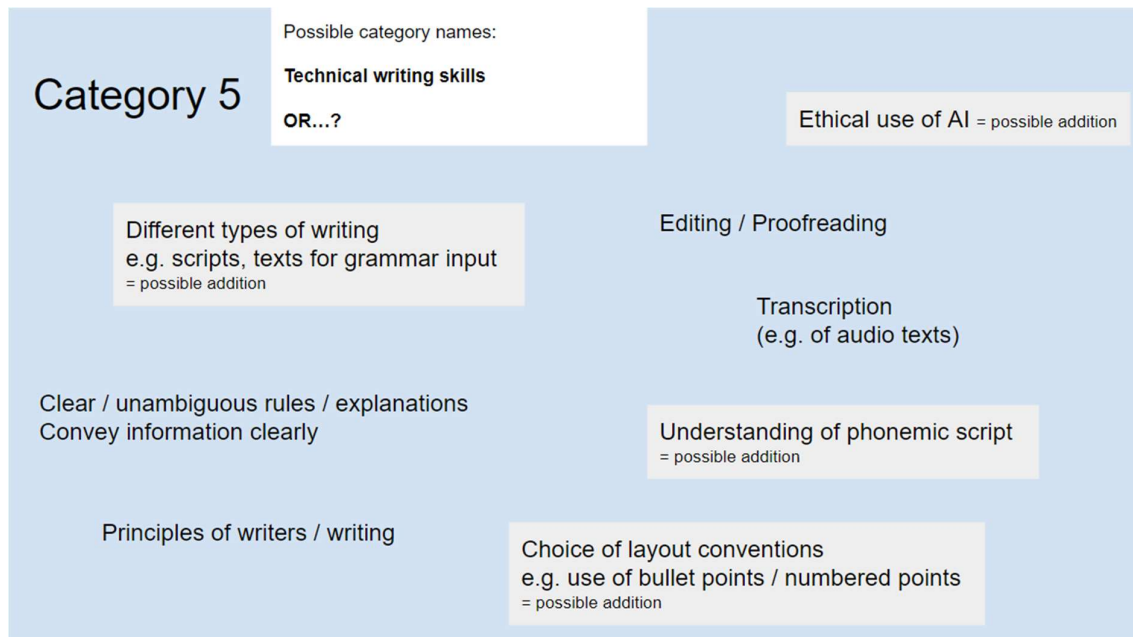 Category 5
Possible category names:
Technical writing skills
OR…?
Ethical use of AI = possible addition
Different types of writing
e.g. scripts, texts for grammar input
= possible addition
Editing / Proofreading
Transcription
(e.g. of audio texts)
Clear / unambiguous rules / explanations
Convey information clearly
Understanding of phonemic script
= possible addition
Principles of writers / writing
Choice of layout conventions
e.g. use of bullet points / numbered points
= possible addition